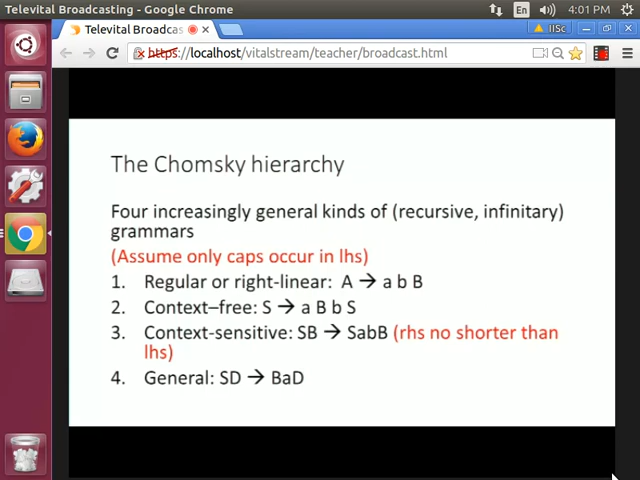 Televital Broadcasting - Google Chrome
En
4:01 PM
Televital Broadcas
IISc
https://localhost/vitalstream/teacher/broadcast.html
The Chomsky hierarchy
Four increasingly general kinds of (recursive, infinitary)
grammars
(Assume only caps occur in lhs)
1. Regular or right-linear: A → a b B
2. Context–free: S → a B b S
3. Context-sensitive: SB → SabB (rhs no shorter than
lhs)
4. General: SD → BaD